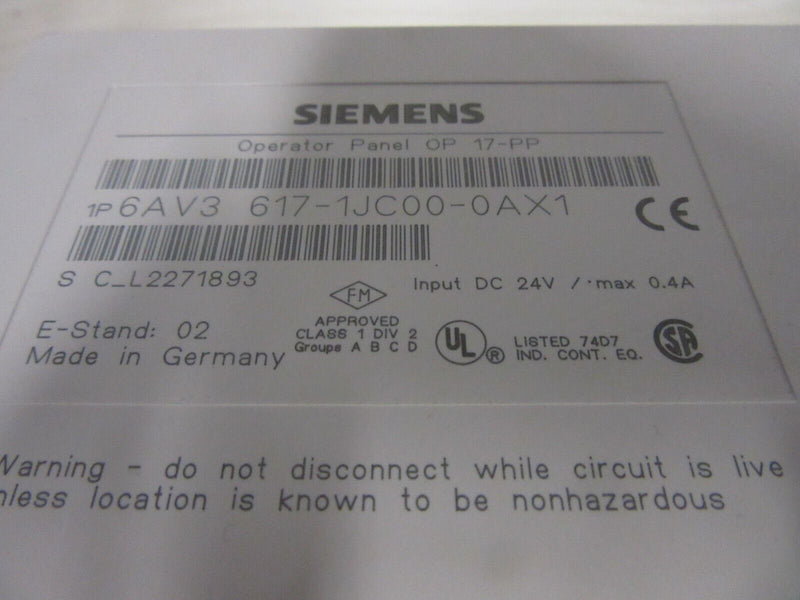 SIEMENS
Operator Panel OP 17-PP
1P 6AV3 617-1JC00-0AX1
CE
S C_L2271893
Input DC 24V / max 0.4A
FM
APPROVED
CLASS 1 DIV 2
Groups A B C D
E-Stand: 02
Made in Germany
UL ®
LISTED 74D7
IND. CONT. EQ.
SA
Warning - do not disconnect while circuit is live
nless location is known to be nonhazardous